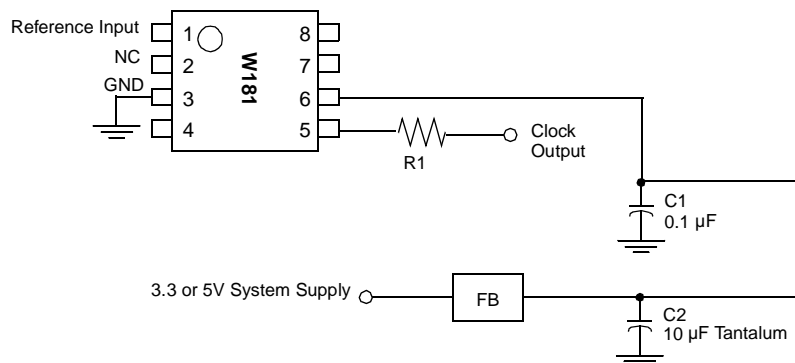 Reference Input
1
8
NC
2
7
GND
3
6
4
5
W181
R1
Clock
Output
C1
0.1 µF
3.3 or 5V System Supply
FB
C2
10 µF Tantalum